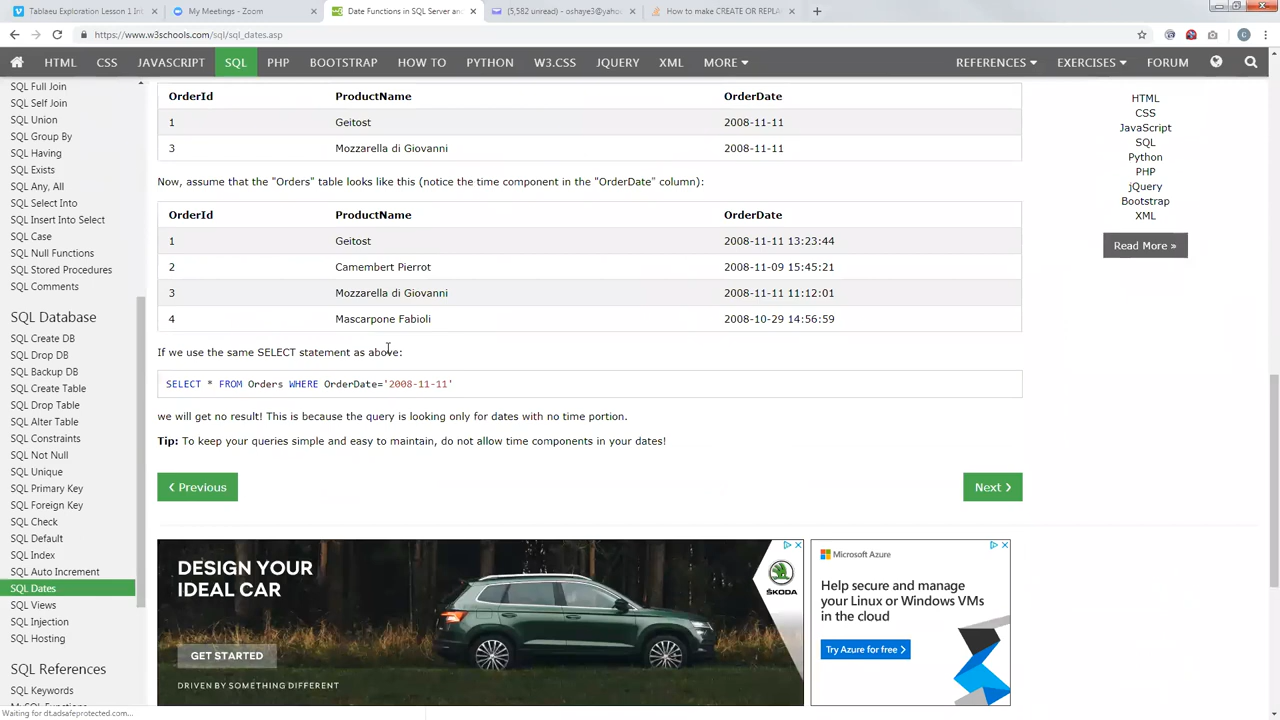 Tablaeu Exploration Lesson 1 Int
My Meetings - Zoom
Date Functions in SQL Server an
(5,582 unread) - oshaye3@yaho
How to make CREATE OR REPLA
https://www.w3schools.com/sql/sql_dates.asp
HTML CSS JAVASCRIPT SQL PHP BOOTSTRAP HOW TO PYTHON W3.CSS JQUERY XML MORE REFERENCES EXERCISES FORUM
SQL Full Join
SQL Self Join
SQL Union
SQL Group By
SQL Having
SQL Exists
SQL Any, All
SQL Select Into
SQL Insert Into Select
SQL Case
SQL Null Functions
SQL Stored Procedures
SQL Comments
SQL Database
SQL Create DB
SQL Drop DB
SQL Backup DB
SQL Create Table
SQL Drop Table
SQL Alter Table
SQL Constraints
SQL Not Null
SQL Unique
SQL Primary Key
SQL Foreign Key
SQL Check
SQL Default
SQL Index
SQL Auto Increment
SQL Dates
SQL Views
SQL Injection
SQL Hosting
SQL References
SQL Keywords
Waiting for dt.adsafeprotected.com...
OrderId ProductName OrderDate
1 Geitost 2008-11-11
3 Mozzarella di Giovanni 2008-11-11
Now, assume that the "Orders" table looks like this (notice the time component in the "OrderDate" column):
OrderId ProductName OrderDate
1 Geitost 2008-11-11 13:23:44
2 Camembert Pierrot 2008-11-09 15:45:21
3 Mozzarella di Giovanni 2008-11-11 11:12:01
4 Mascarpone Fabioli 2008-10-29 14:56:59
If we use the same SELECT statement as above:
SELECT * FROM Orders WHERE OrderDate='2008-11-11'
we will get no result! This is because the query is looking only for dates with no time portion.
Tip: To keep your queries simple and easy to maintain, do not allow time components in your dates!
❮ Previous
Next ❯
DESIGN YOUR
IDEAL CAR
GET STARTED
DRIVEN BY SOMETHING DIFFERENT
ŠKODA
Microsoft Azure
Help secure and manage
your Linux or Windows VMs
in the cloud
Try Azure for free >
HTML
CSS
JavaScript
SQL
Python
PHP
jQuery
Bootstrap
XML
Read More »